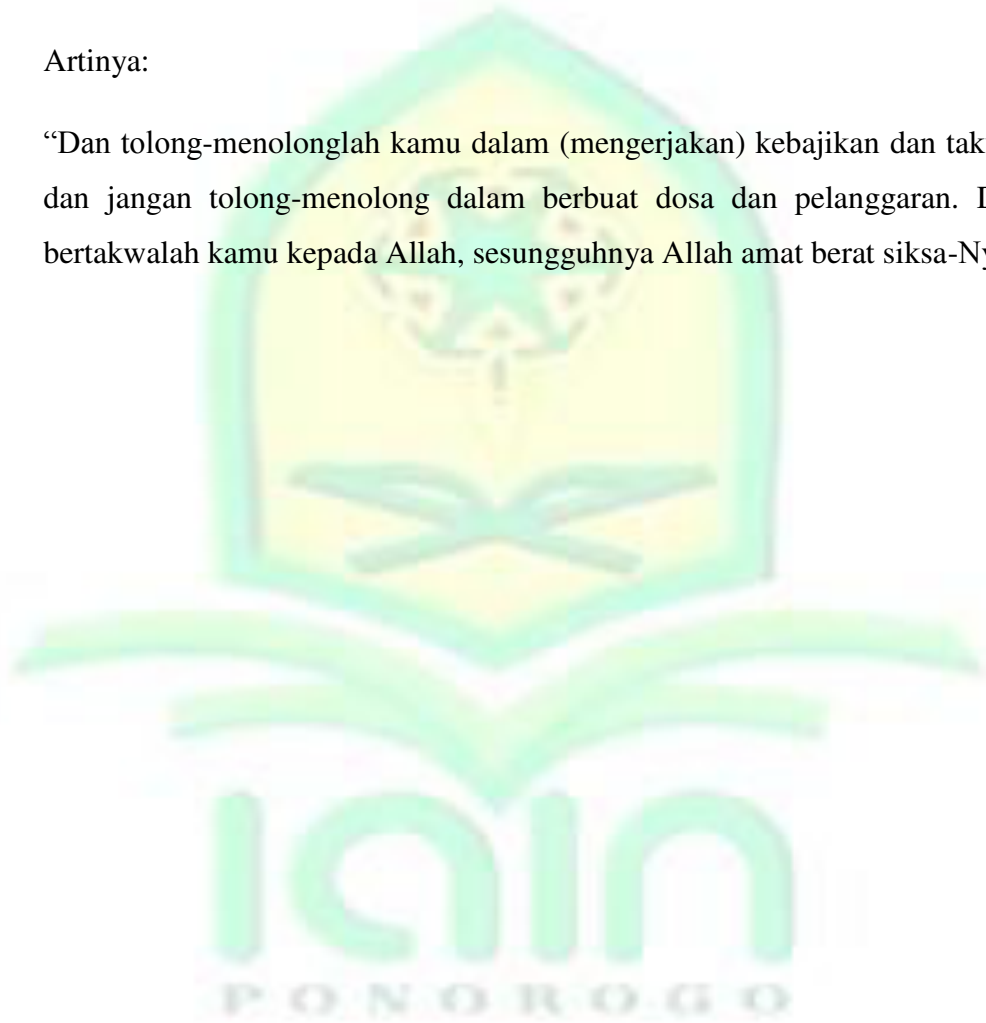 Artinya:
“Dan tolong-menolonglah kamu dalam (mengerjakan) kebajikan dan
dan jangan tolong-menolong dalam berbuat dosa dan pelanggaran.
bertakwalah kamu kepada Allah, sesungguhnya Allah amat berat
iain
PONOROGO